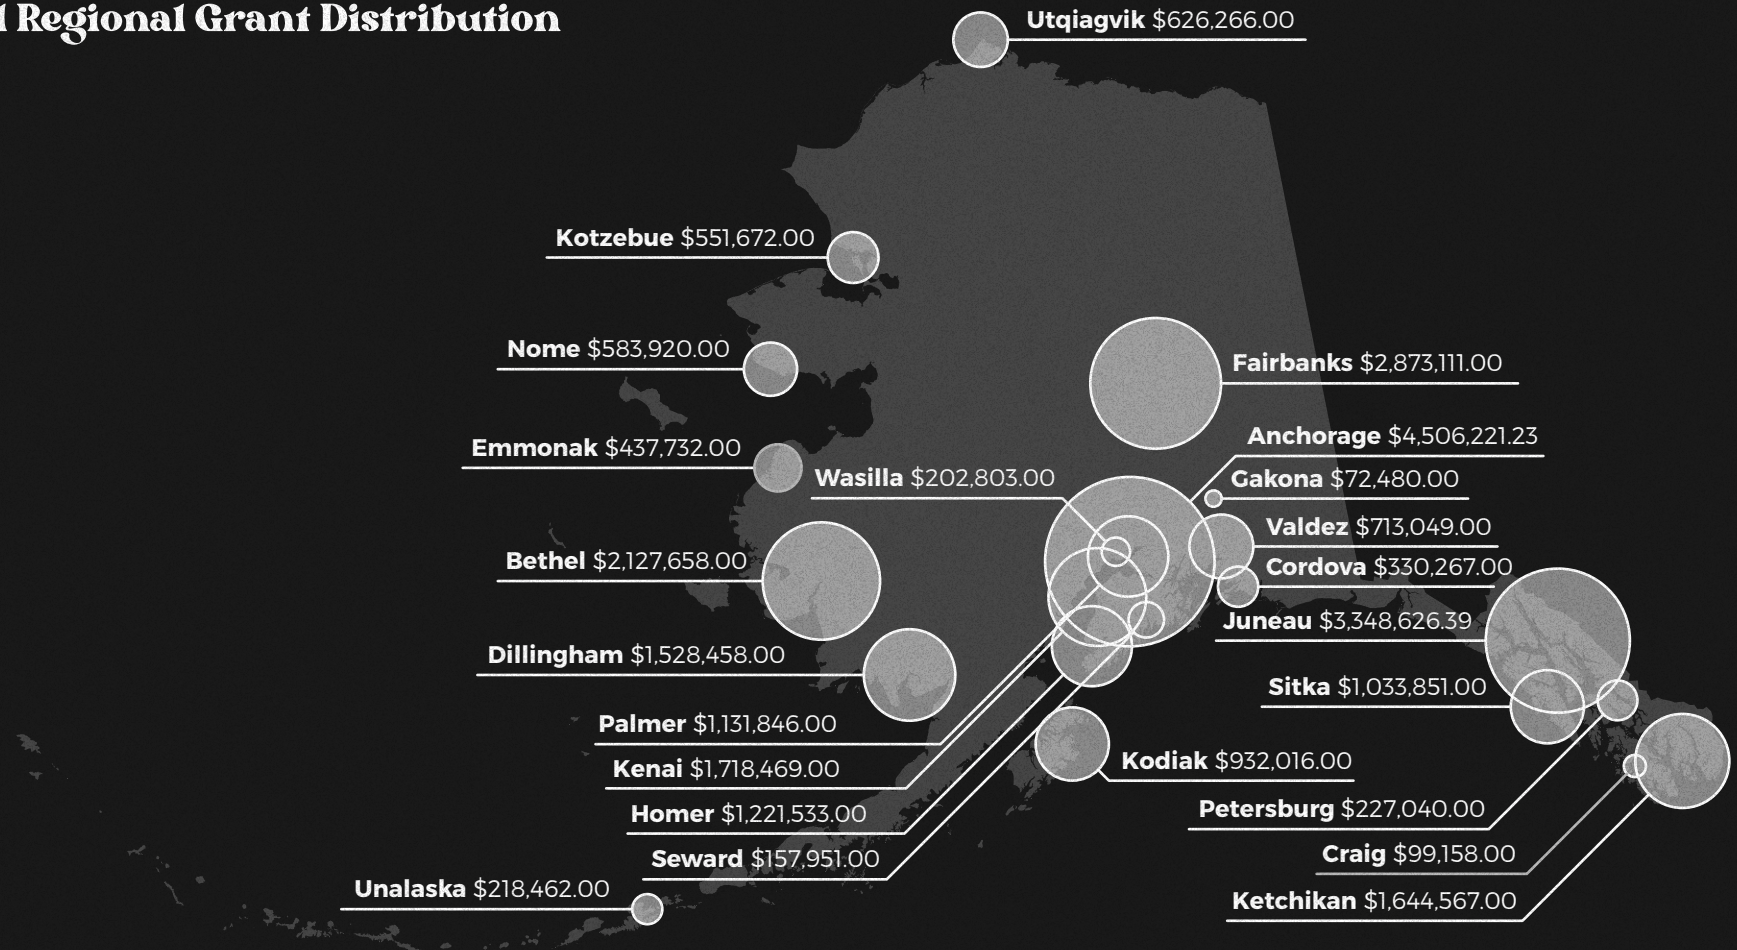 Regional Grant Distribution
Utqiagvik $626,266.00
Kotzebue $551,672.00
Nome $583,920.00
Fairbanks $2,873,111.00
Anchorage $4,506,221.23
Emmonak $437,732.00
Wasilla $202,803.00
Gakona $72,480.00
Valdez $713,049.00
Bethel $2,127,658.00
Cordova $330,267.00
Juneau $3,348,626.39
Dillingham $1,528,458.00
Sitka $1,033,851.00
Palmer $1,131,846.00
Kodiak $932,016.00
Kenai $1,718,469.00
Petersburg $227,040.00
Homer $1,221,533.00
Craig $99,158.00
Seward $157,951.00
Unalaska $218,462.00
Ketchikan $1,644,567.00